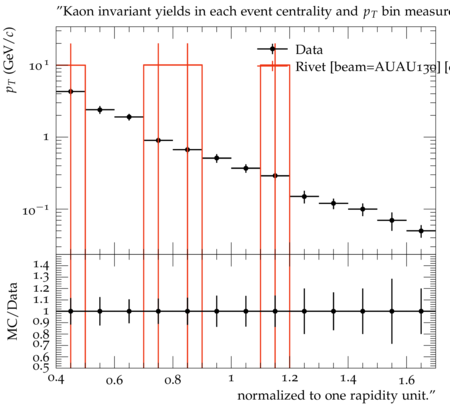 "Kaon invariant yields in each event centrality and pT bin measure
pT (GeV/c)
Data
Rivet [beam=AUAU130] [
10 1
1
10 −1
MC/Data
1.4
1.3
1.2
1.1
1
0.9
0.8
0.7
0.6
0.5
0.4 0.6 0.8 1 1.2 1.4 1.6
normalized to one rapidity unit."